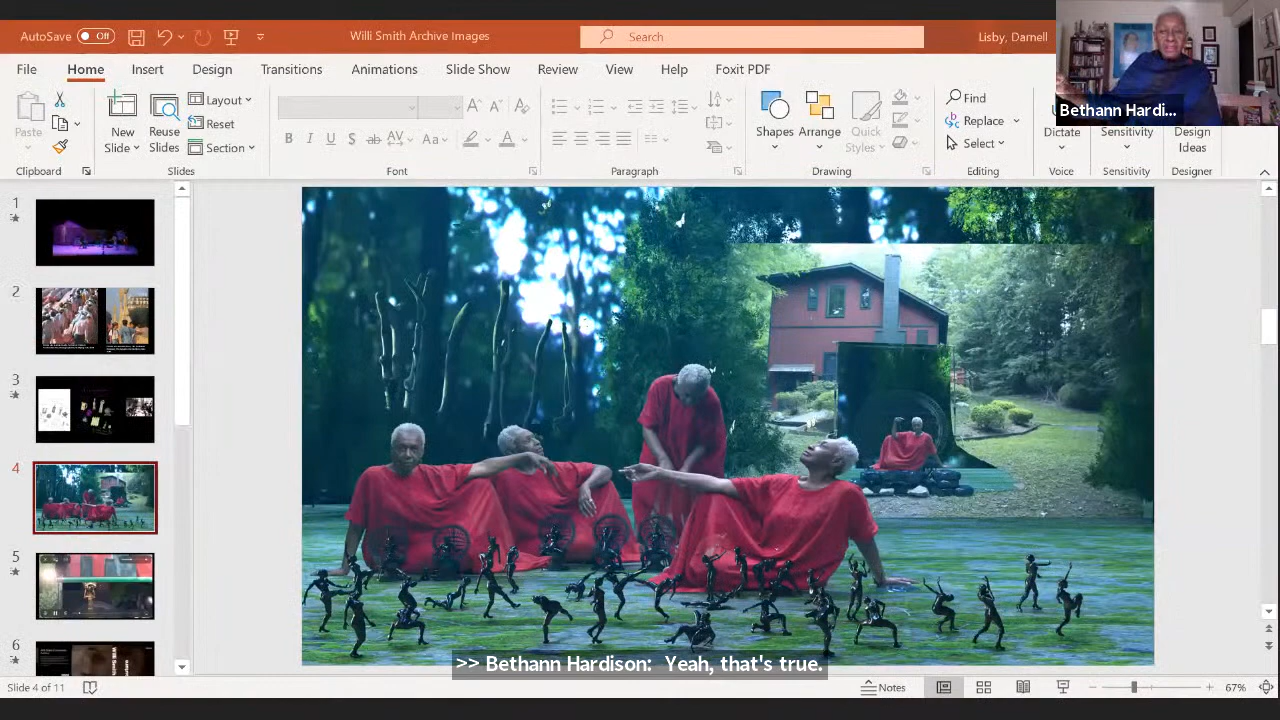 AutoSave Off
Willi Smith Archive Images
Search
Lisby, Darnell
File Home Insert Design Transitions Animations Slide Show Review View Help Foxit PDF
Bethann Hardi...
Paste
New Slide
Reuse Slides
Layout
Reset
Section
B I U S ab AV Aa A
Shapes
Arrange
Quick Styles
Find
Replace
Select
Dictate
Sensitivity
Design Ideas
Clipboard
Slides
Font
Paragraph
Drawing
Editing
Voice
Sensitivity
Designer
1
2
3
4
5
6
>> Bethann Hardison: Yeah, that's true.
Slide 4 of 11
Notes
67%